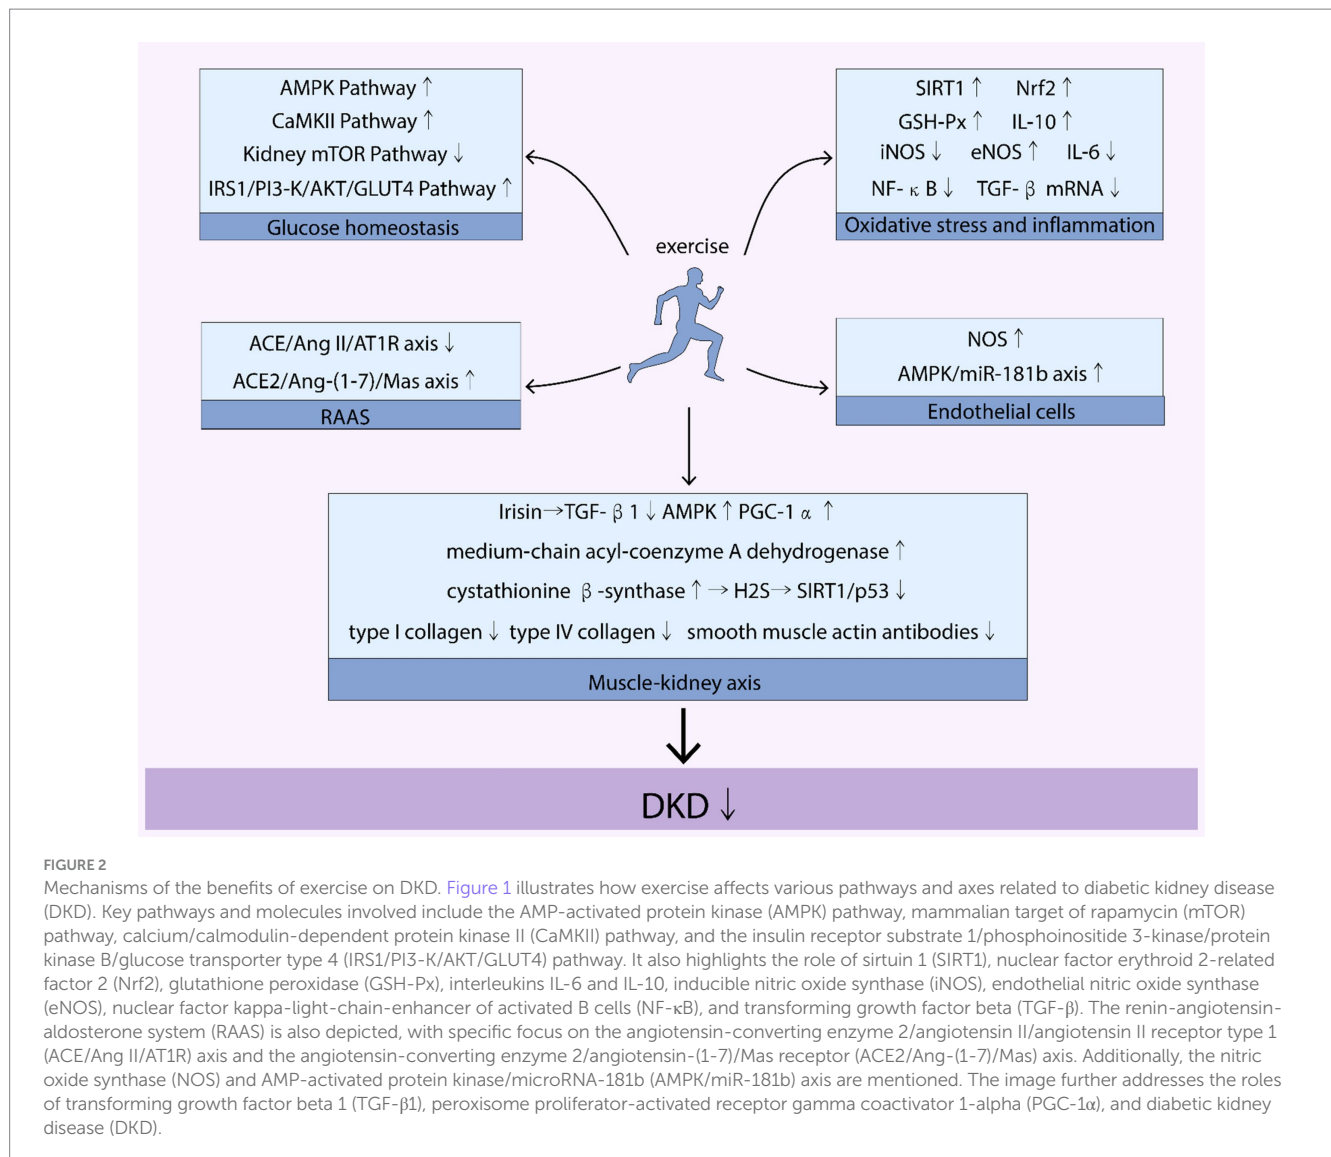 AMPK Pathway ↑
CaMKII Pathway ↑
Kidney mTOR Pathway ↓
IRS1/PI3-K/AKT/GLUT4 Pathway ↑
Glucose homeostasis
SIRT1 ↑ Nrf2 ↑
GSH-Px ↑ IL-10 ↑
iNOS ↓ eNOS ↑ IL-6 ↓
NF- κ B ↓ TGF- β mRNA ↓
Oxidative stress and inflammation
exercise
ACE/Ang II/AT1R axis ↓
ACE2/Ang-(1-7)/Mas axis ↑
RAAS
NOS ↑
AMPK/miR-181b axis ↑
Endothelial cells
Irisin→TGF- β 1 ↓ AMPK ↑ PGC-1 α ↑
medium-chain acyl-coenzyme A dehydrogenase ↑
cystathionine β -synthase ↑ → H2S→ SIRT1/p53 ↓
type I collagen ↓ type IV collagen ↓ smooth muscle actin antibodies ↓
Muscle-kidney axis
DKD ↓
FIGURE 2
Mechanisms of the benefits of exercise on DKD. Figure 1 illustrates how exercise affects various pathways and axes related to diabetic kidney disease
(DKD). Key pathways and molecules involved include the AMP-activated protein kinase (AMPK) pathway, mammalian target of rapamycin (mTOR)
pathway, calcium/calmodulin-dependent protein kinase II (CaMKII) pathway, and the insulin receptor substrate 1/phosphoinositide 3-kinase/protein
kinase B/glucose transporter type 4 (IRS1/PI3-K/AKT/GLUT4) pathway. It also highlights the role of sirtuin 1 (SIRT1), nuclear factor erythroid 2-related
factor 2 (Nrf2), glutathione peroxidase (GSH-Px), interleukins IL-6 and IL-10, inducible nitric oxide synthase (iNOS), endothelial nitric oxide synthase
(eNOS), nuclear factor kappa-light-chain-enhancer of activated B cells (NF-κB), and transforming growth factor beta (TGF-β). The renin-angiotensin-
aldosterone system (RAAS) is also depicted, with specific focus on the angiotensin-converting enzyme 2/angiotensin II/angiotensin II receptor type 1
(ACE/Ang II/AT1R) axis and the angiotensin-converting enzyme 2/angiotensin-(1-7)/Mas receptor (ACE2/Ang-(1-7)/Mas) axis. Additionally, the nitric
oxide synthase (NOS) and AMP-activated protein kinase/microRNA-181b (AMPK/miR-181b) axis are mentioned. The image further addresses the roles
of transforming growth factor beta 1 (TGF-β1), peroxisome proliferator-activated receptor gamma coactivator 1-alpha (PGC-1α), and diabetic kidney
disease (DKD).